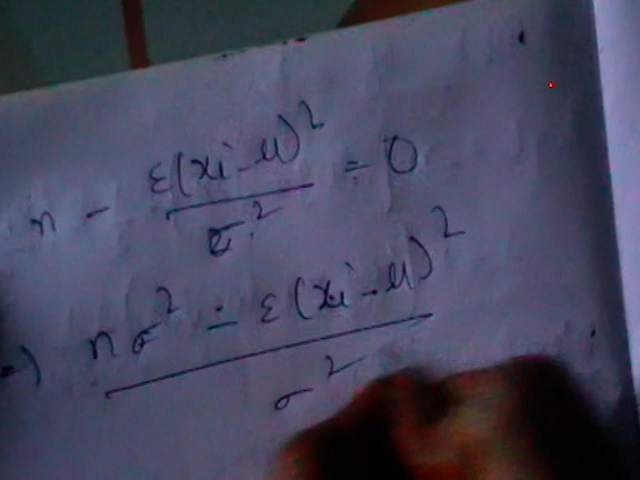 n - ε(xi - u)² / σ² = 0
=) nσ² - ε(xi - u)² / σ²